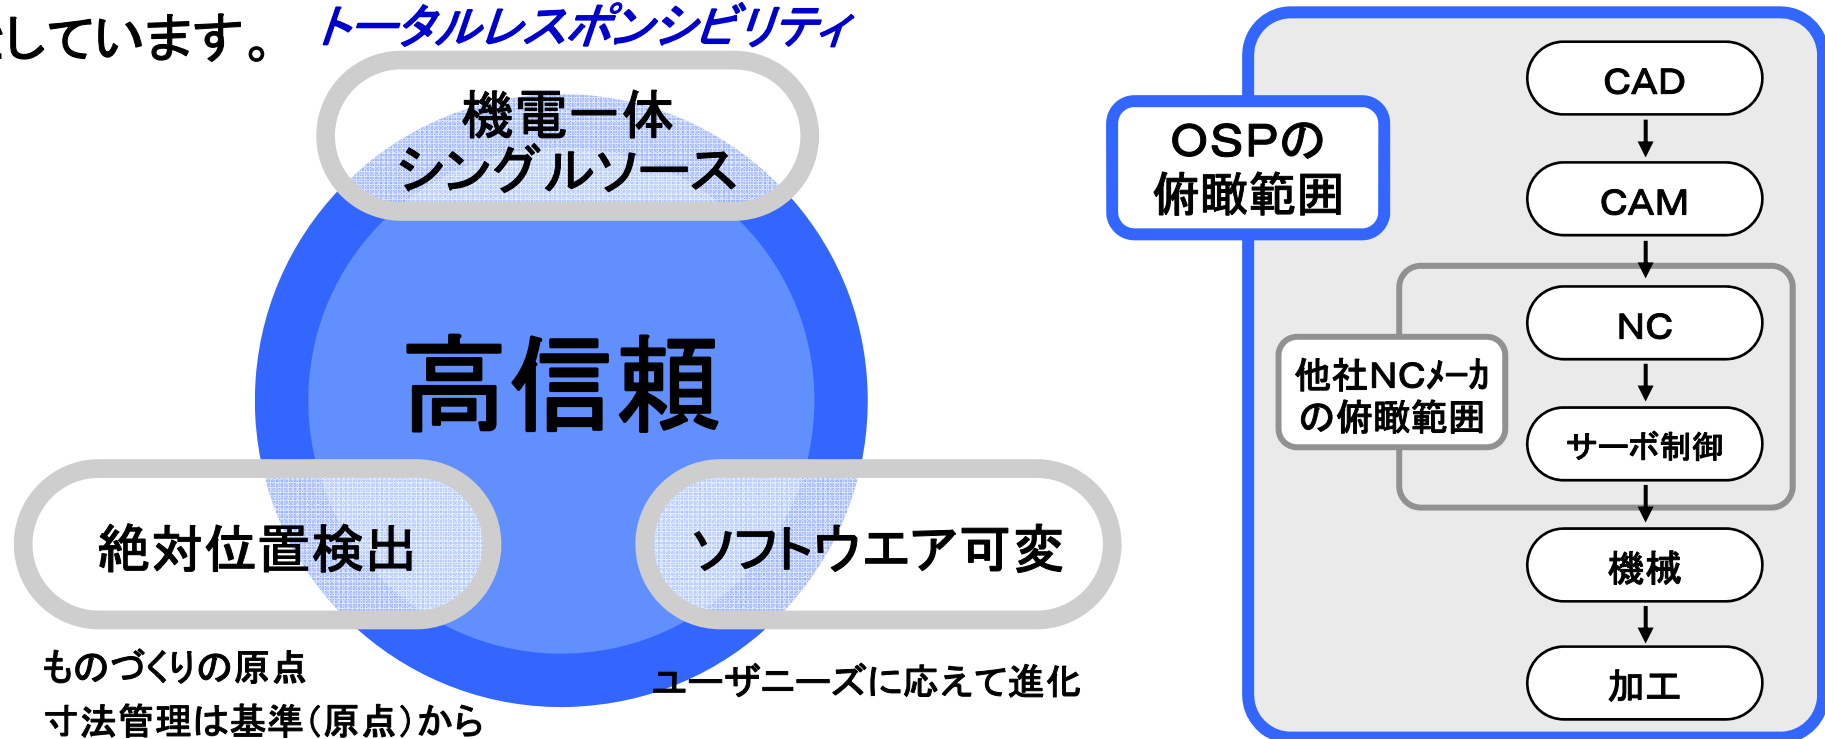 しています。
トータルレスポンシビリティ
機電一体
シングルソース
高信頼
絶対位置検出
ソフトウエア可変
ものづくりの原点
寸法管理は基準(原点)から
ユーザニーズに応えて進化
OSPの
俯瞰範囲
CAD
CAM
NC
他社NCメーカ
の俯瞰範囲
サーボ制御
機械
加工